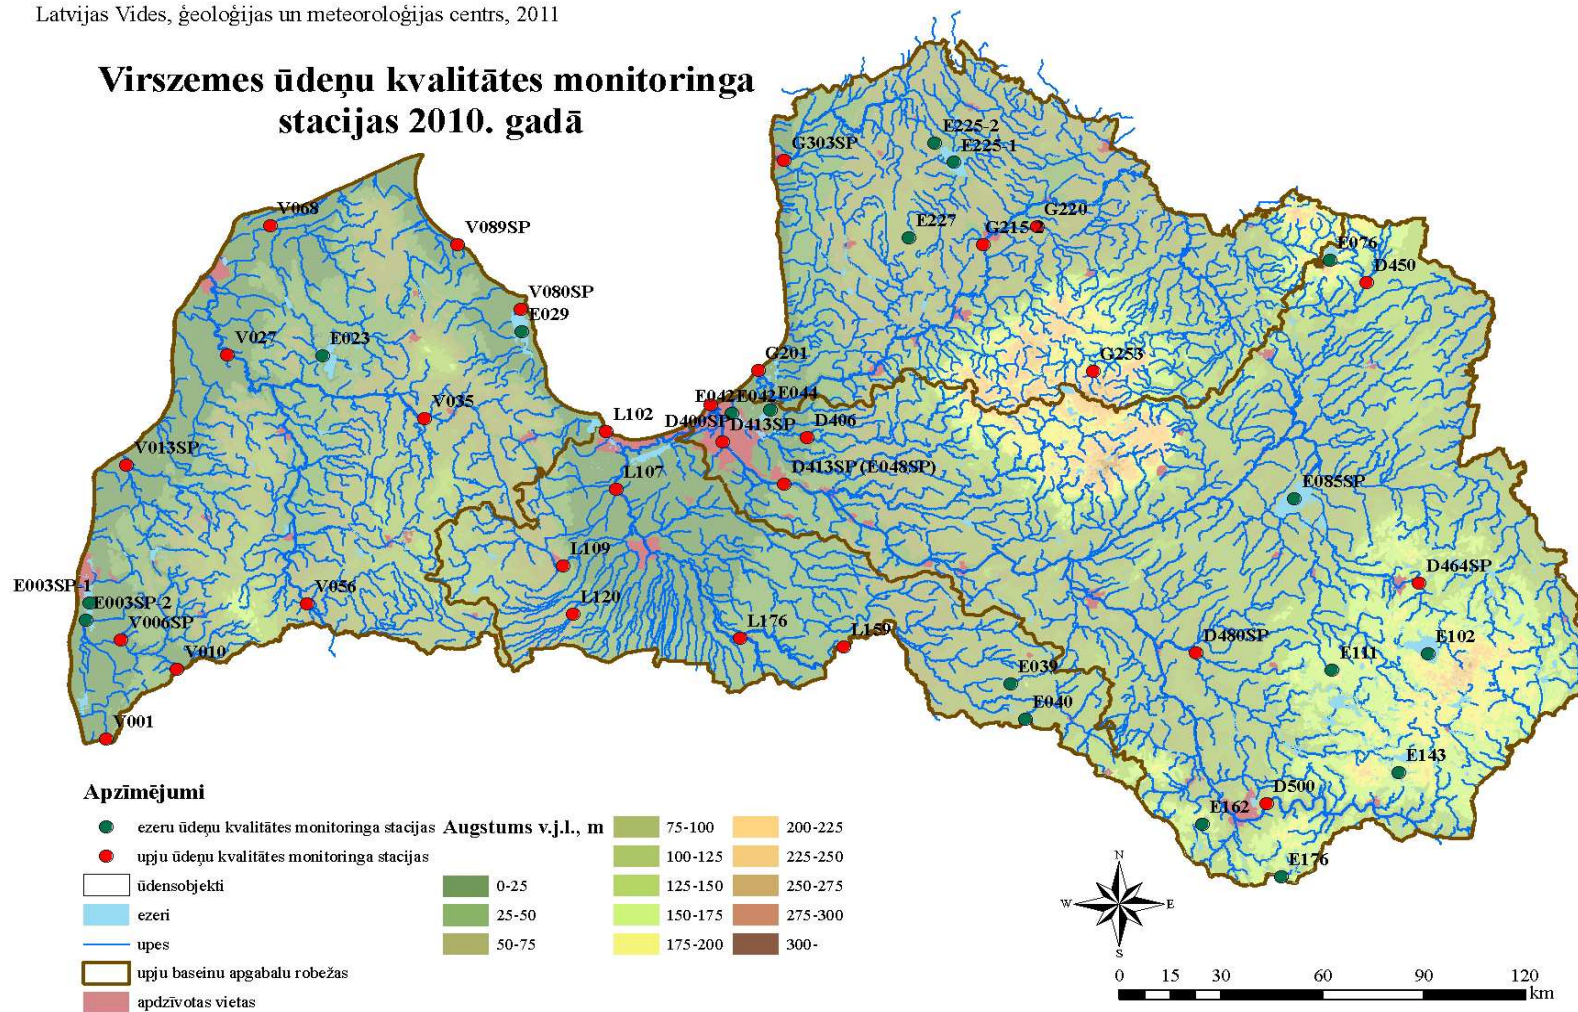 Latvijas Vides, ģeoloģijas un meteoroloģijas centrs, 2011
Virszemes ūdeņu kvalitātes monitoringa
stacijas 2010. gadā
E225-2
E225-1
G303SP
V068
V089SP
E227
G220
G215-2
E076
D450
V080SP
E029
V027
E023
G201
G253
V035
E042
E042
E044
L102
D400SP
D413SP
D406
V013SP
L107
D413SP (E048SP)
E085SP
L109
E003SP-1
E003SP-2
V056
D464SP
L120
V006SP
L176
L159
D480SP
E102
V010
E039
E111
E040
V001
E143
D500
E162
E176
Apzīmējumi
ezeru ūdeņu kvalitātes monitoringa stacijas
upju ūdeņu kvalitātes monitoringa stacijas
ūdensobjekti
ezeri
upes
upju baseinu apgabalu robežas
apdzīvotas vietas
Augstums v.j.l., m
0-25
25-50
50-75
75-100
100-125
125-150
150-175
175-200
200-225
225-250
250-275
275-300
300-
N
W
E
S
0 15 30 60 90 120
km